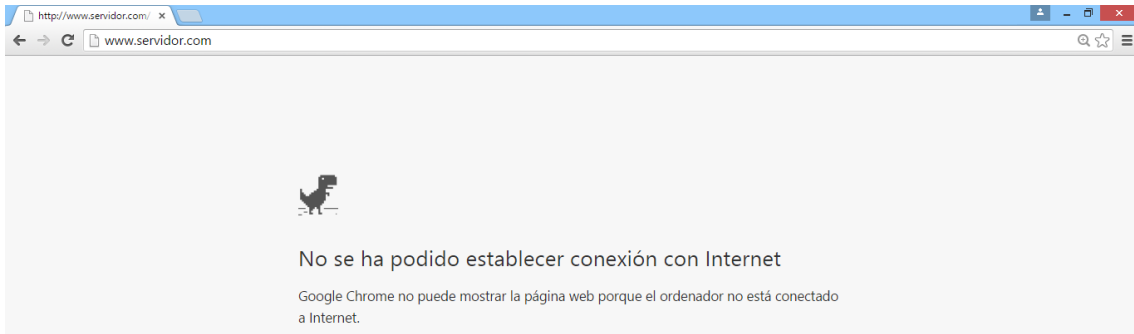 http://www.servidor.com/
www.servidor.com
No se ha podido establecer conexión con Internet
Google Chrome no puede mostrar la página web porque el ordenador no está conectado
a Internet.